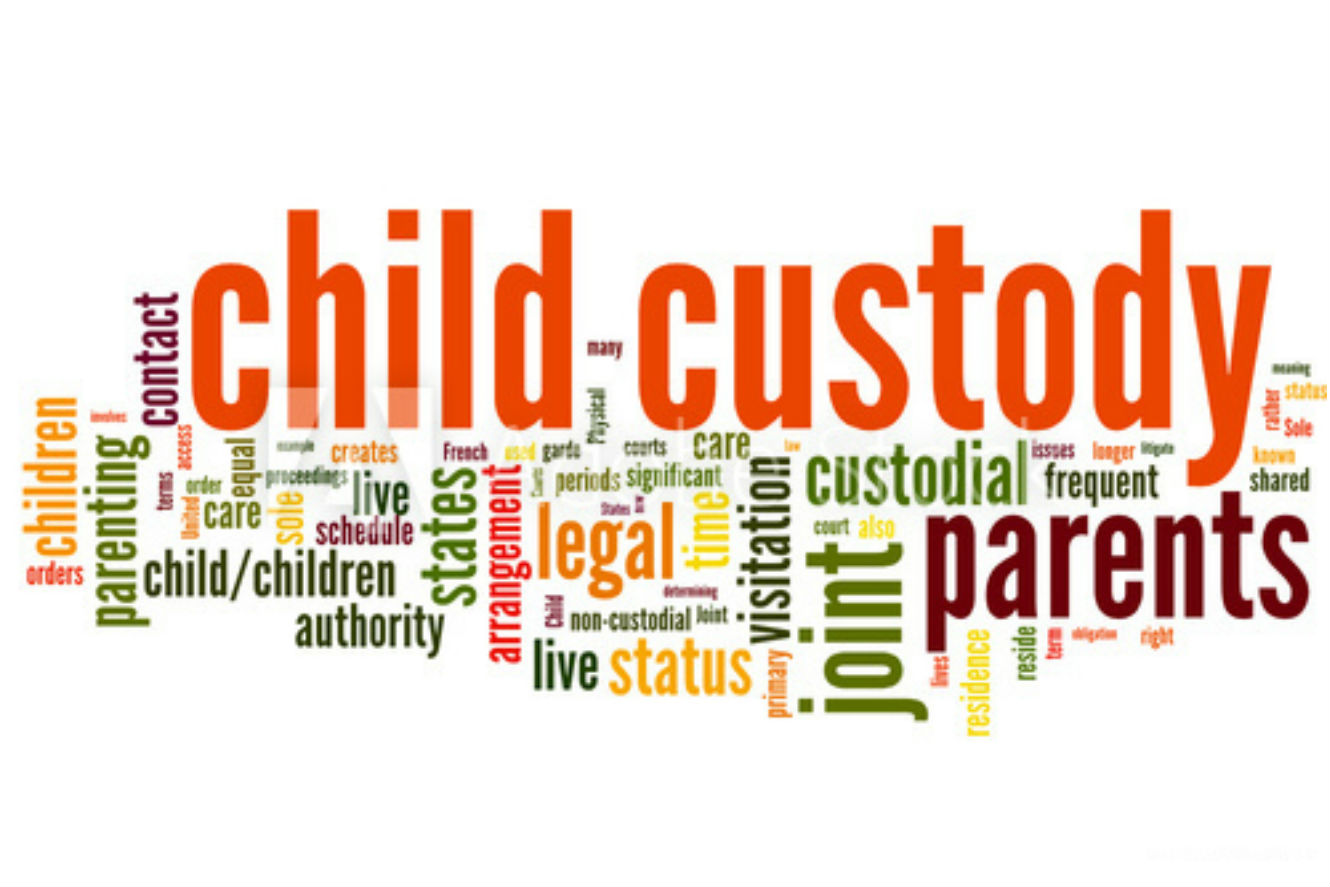 child custody
contact
many
Physical
meaning
status
rather
Sole
children
involves
parenting
access
equal
example
creates
French
used
garde
courts
care
law
custodial
issues
longer
litigate
known
shared
frequent
terms
order
United
care
proceedings
sole
live
schedule
states
arrangement
periods
significant
States
legal
time
visitation
court
also
joint
parents
orders
child/children
authority
Child
non-custodial
determining
Joint
live
status
primary
lives
residence
reside
term
obligation
right